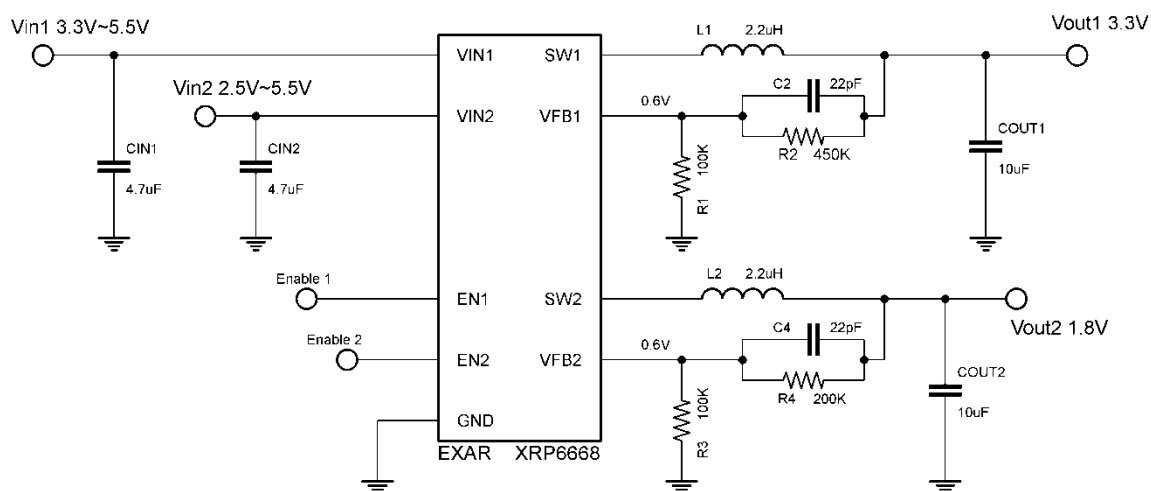 Vin1 3.3V~5.5V
Vin2 2.5V~5.5V
CIN1
4.7uF
CIN2
4.7uF
Enable 1
Enable 2
VIN1
VIN2
EN1
EN2
GND
SW1
VFB1
SW2
VFB2
EXAR XRP6668
L1 2.2uH
Vout1 3.3V
0.6V
C2 22pF
R2 450K
100K
R1
COUT1
10uF
L2 2.2uH
Vout2 1.8V
0.6V
C4 22pF
R4 200K
100K
R3
COUT2
10uF